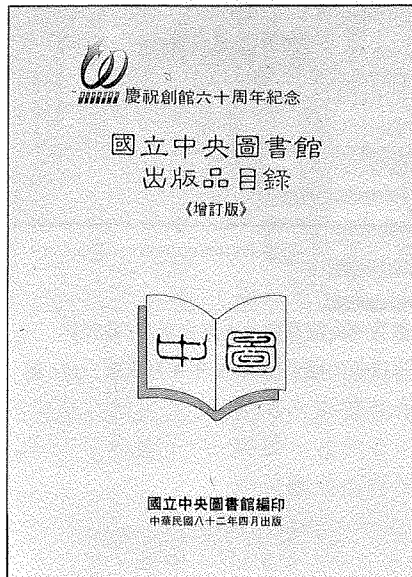 慶祝創館六十周年紀念
國立中央圖書館
出版品目錄
《增訂版》
中圖
國立中央圖書館編印
中華民國八十二年四月出版